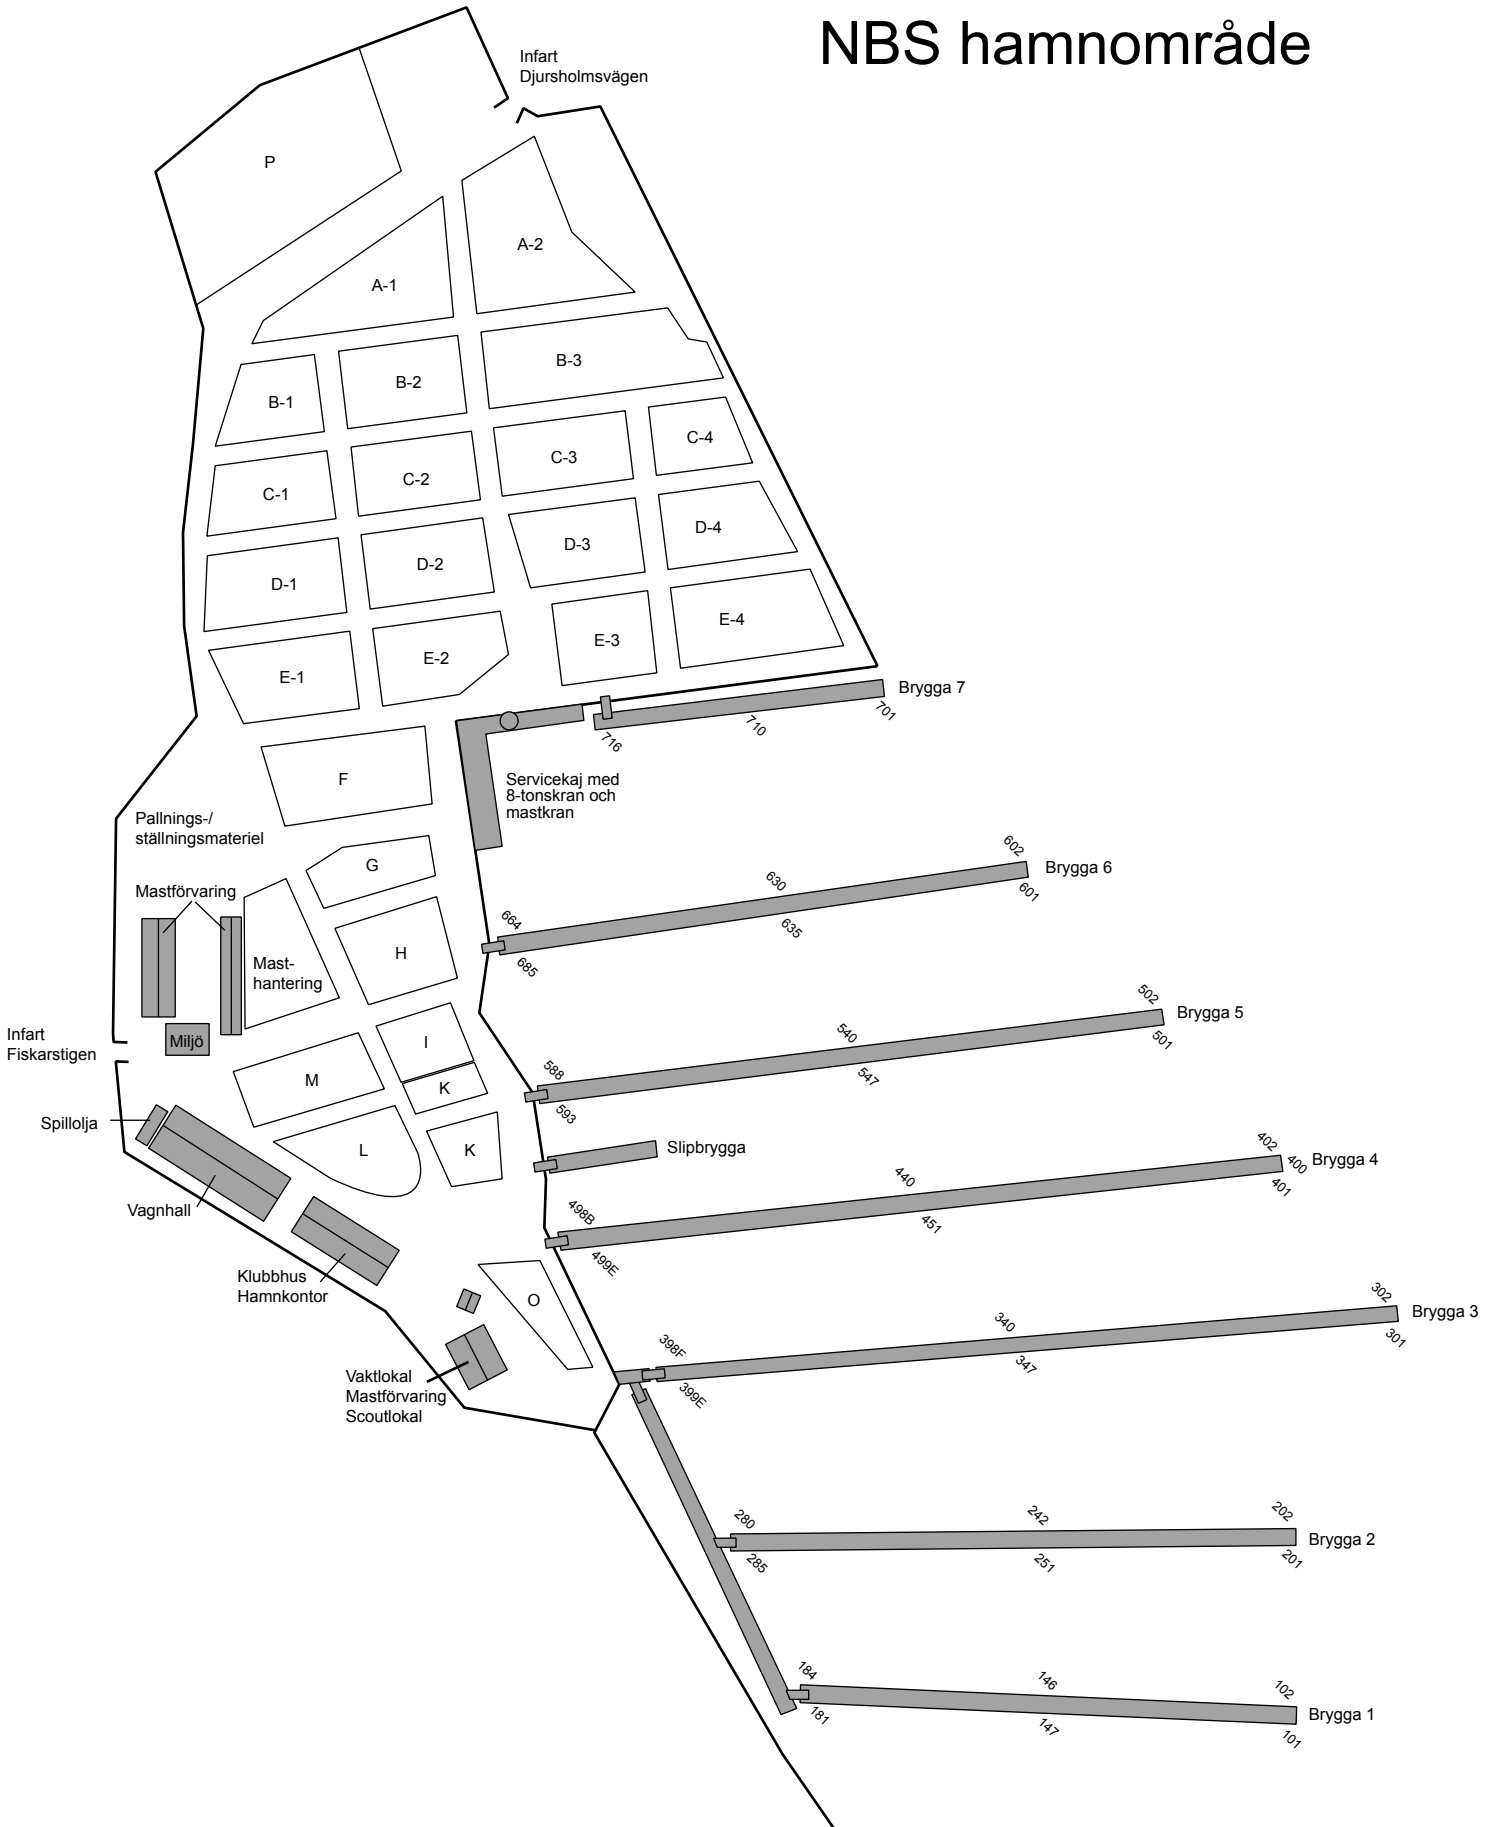 NBS hamnområde
Infart
Djursholmsvägen
P
A-2
A-1
B-3
B-2
B-1
C-4
C-3
C-2
C-1
D-4
D-3
D-2
D-1
E-4
E-3
E-2
E-1
Brygga 7
701
710
716
F
Servicekaj med
8-tonskran och
mastkran
Pallnings-/
ställningsmateriel
G
Mastförvaring
602
Brygga 6
601
630
635
664
685
H
Mast-
hantering
502
Brygga 5
501
540
547
588
593
Infart
Fiskarstigen
Miljö
I
M
K
Spillolja
L
K
Slipbrygga
402
400
Brygga 4
401
440
451
498B
499E
Vagnhall
Klubbhus
Hamnkontor
O
302
Brygga 3
301
340
347
398F
399E
Vaktlokal
Mastförvaring
Scoutlokal
280
242
202
Brygga 2
285
251
201
184
146
102
Brygga 1
181
147
101